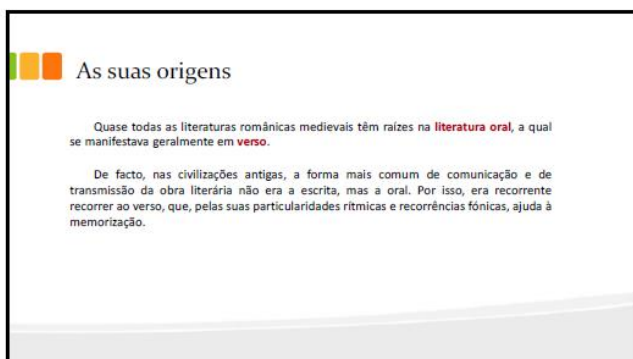 As suas origens
Quase todas as literaturas românicas medievais têm raízes na literatura oral, a qual
se manifestava geralmente em verso.
De facto, nas civilizações antigas, a forma mais comum de comunicação e de
transmissão da obra literária não era a escrita, mas a oral. Por isso, era recorrente
recorrer ao verso, que, pelas suas particularidades rítmicas e recorrências fónicas, ajuda à
memorização.